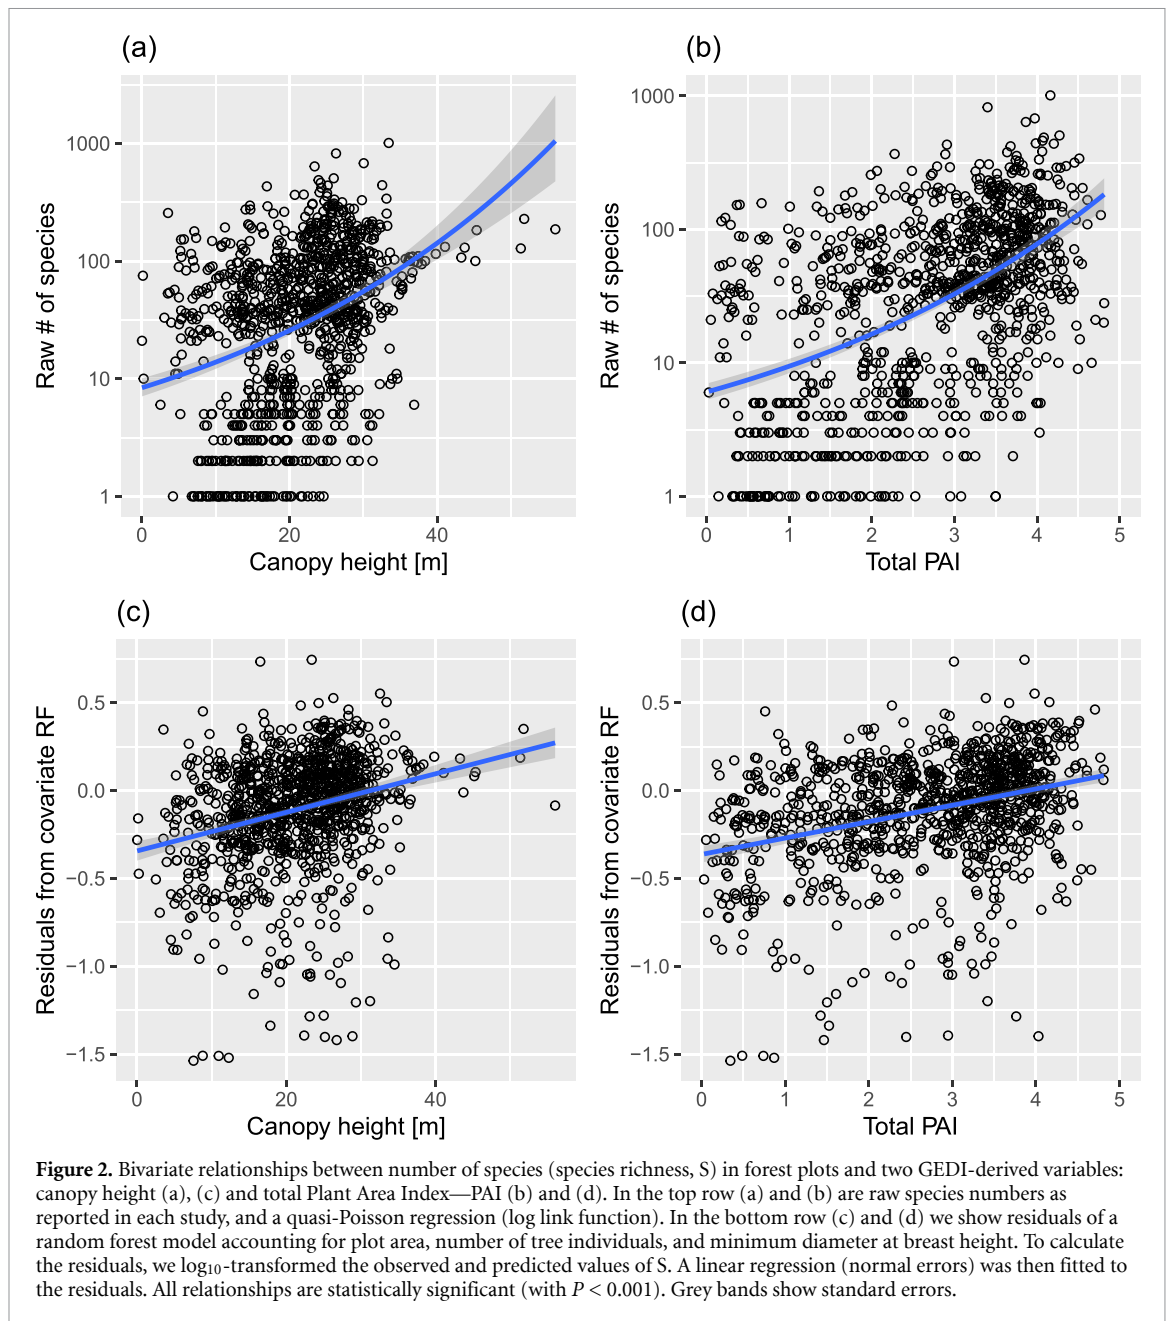 (a)
(b)
1000
100
10
1
Raw # of species
0
20
40
Canopy height [m]
1000
100
10
1
Raw # of species
0
1
2
3
4
5
Total PAI
(c)
(d)
0.5
0.0
−0.5
−1.0
−1.5
Residuals from covariate RF
0
20
40
Canopy height [m]
0.5
0.0
−0.5
−1.0
−1.5
Residuals from covariate RF
0
1
2
3
4
5
Total PAI
Figure 2. Bivariate relationships between number of species (species richness, S) in forest plots and two GEDI-derived variables:
canopy height (a), (c) and total Plant Area Index—PAI (b) and (d). In the top row (a) and (b) are raw species numbers as
reported in each study, and a quasi-Poisson regression (log link function). In the bottom row (c) and (d) we show residuals of a
random forest model accounting for plot area, number of tree individuals, and minimum diameter at breast height. To calculate
the residuals, we log₁₀-transformed the observed and predicted values of S. A linear regression (normal errors) was then fitted to
the residuals. All relationships are statistically significant (with P < 0.001). Grey bands show standard errors.